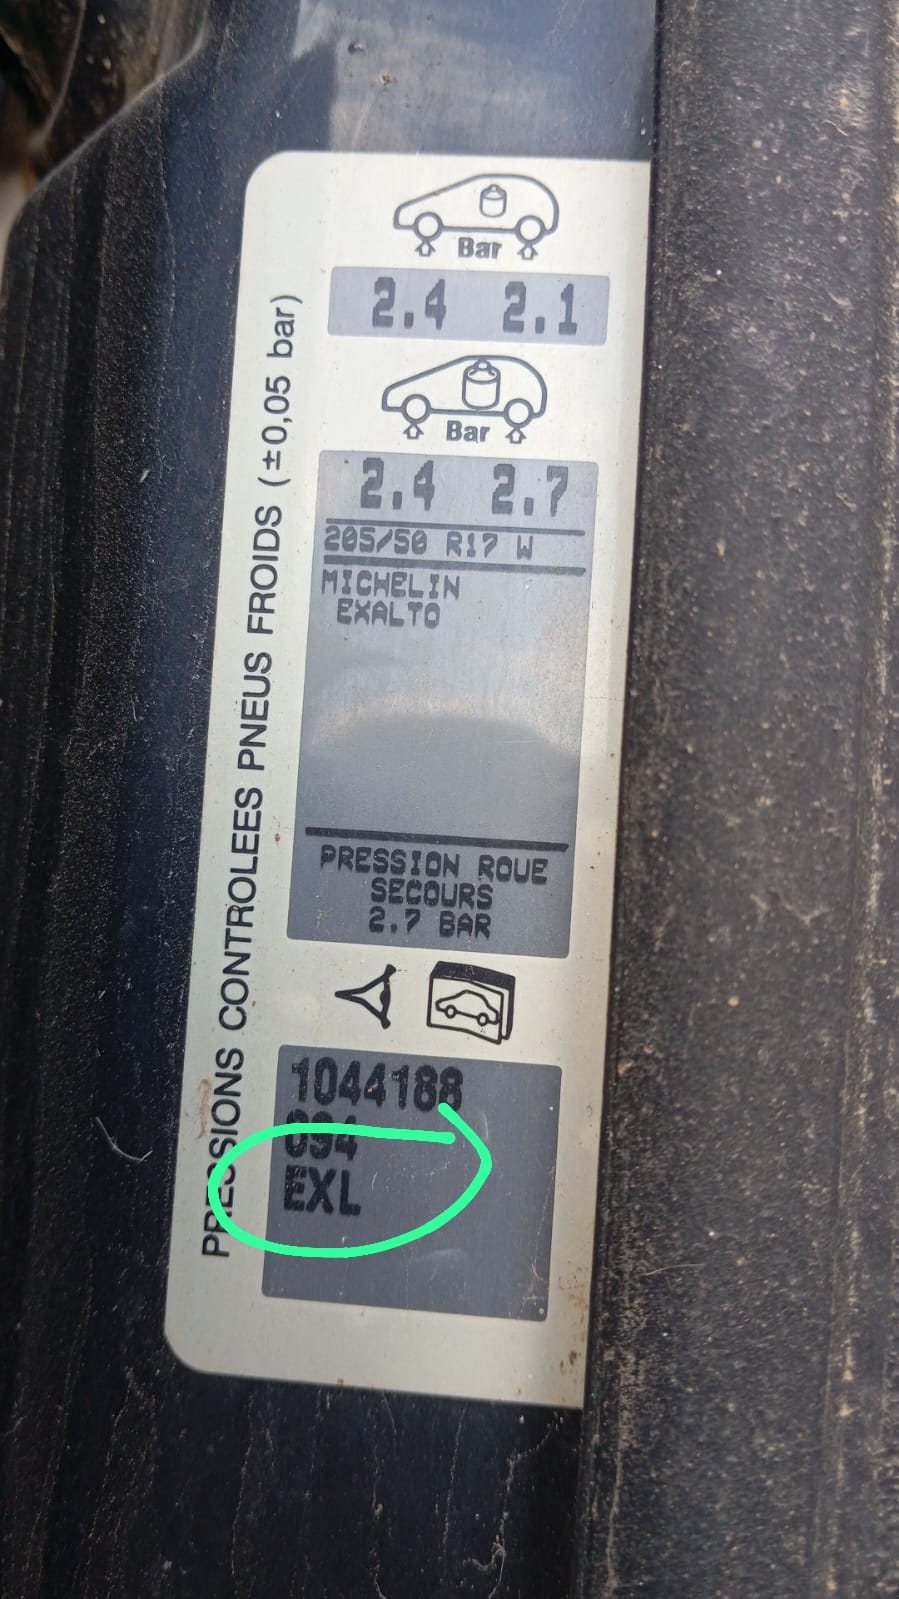 PRESSIONS CONTROLEES PNEUS FROIDS (±0,05 bar)
Bar
2.4 2.1
Bar
2.4 2.7
205/50 R17 W
MICHELIN
EXALTO
PRESSION ROUE
SECOURS
2.7 BAR
1044188
094
EXL